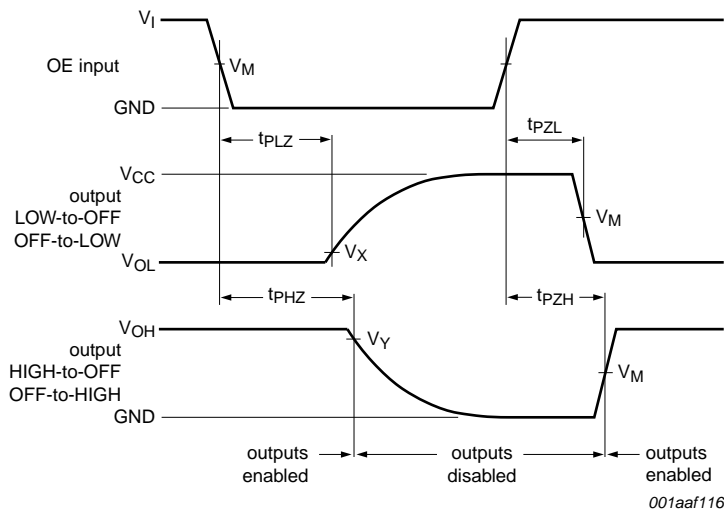 VI
OE input
VM
GND
tPLZ
tPZL
VCC
output
LOW-to-OFF
OFF-to-LOW
VM
VX
VOL
tPHZ
tPZH
VOH
output
HIGH-to-OFF
OFF-to-HIGH
VY
VM
GND
outputs
enabled
outputs
disabled
outputs
enabled
001aaf116